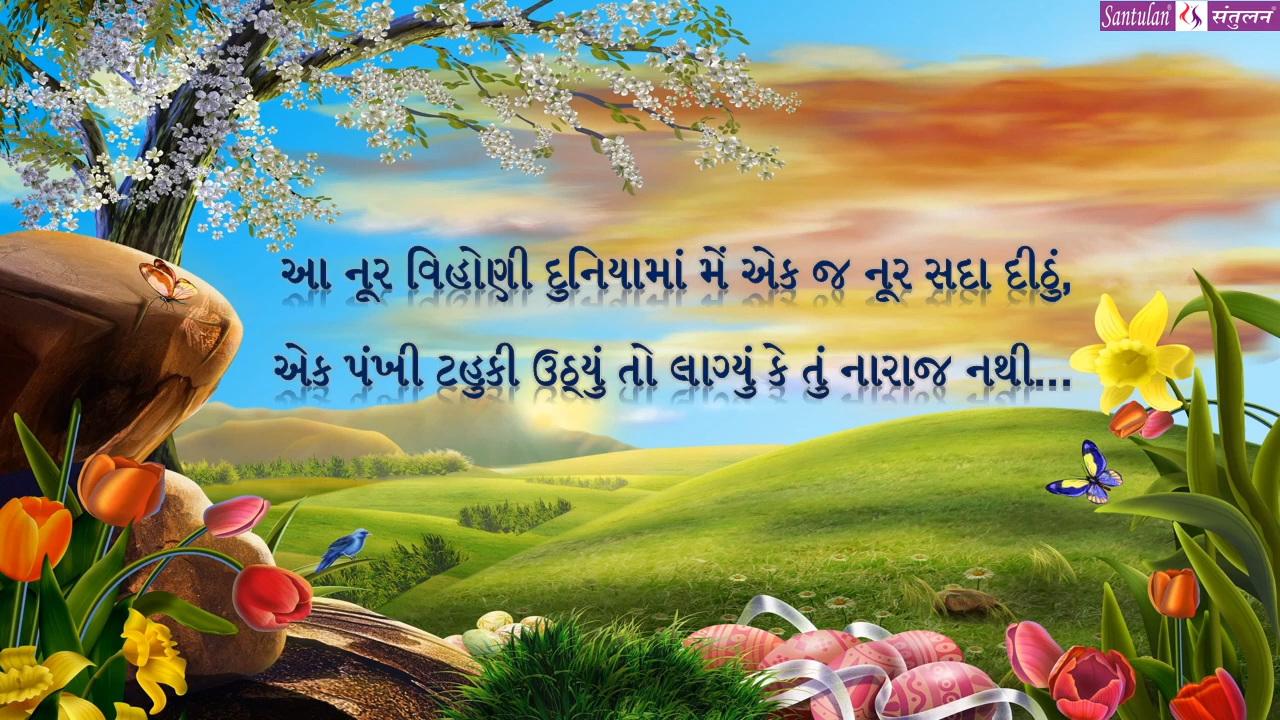 Santulan® संतुलन®
આ નૂર વિહોણી દુનિયામાં મેં એક જ નૂર સદા દીઠું,
એક પંખી ટહુકી ઉઠ્યું તો લાગ્યું કે તું નારાજ નથી...